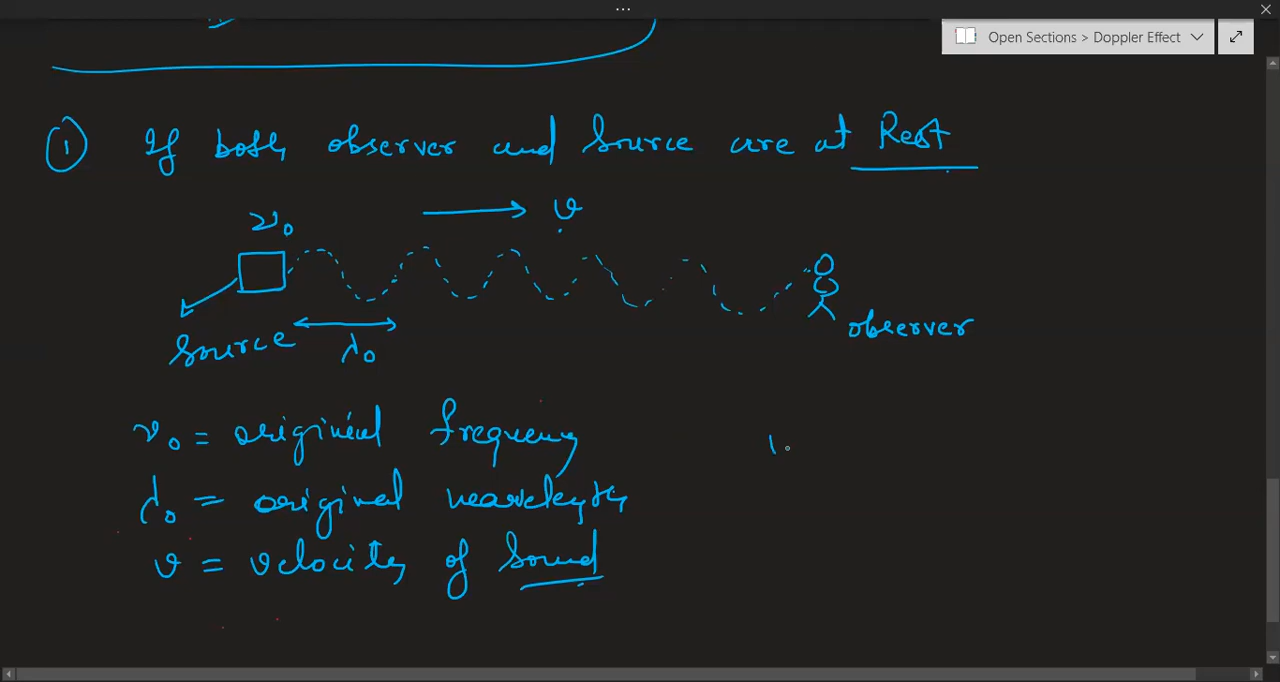 Open Sections > Doppler Effect
① If both observer and Source are at Rest
ν₀
v
Source
λ₀
observer
ν₀ = original frequency
λ₀ = original wavelength
v = velocity of Sound